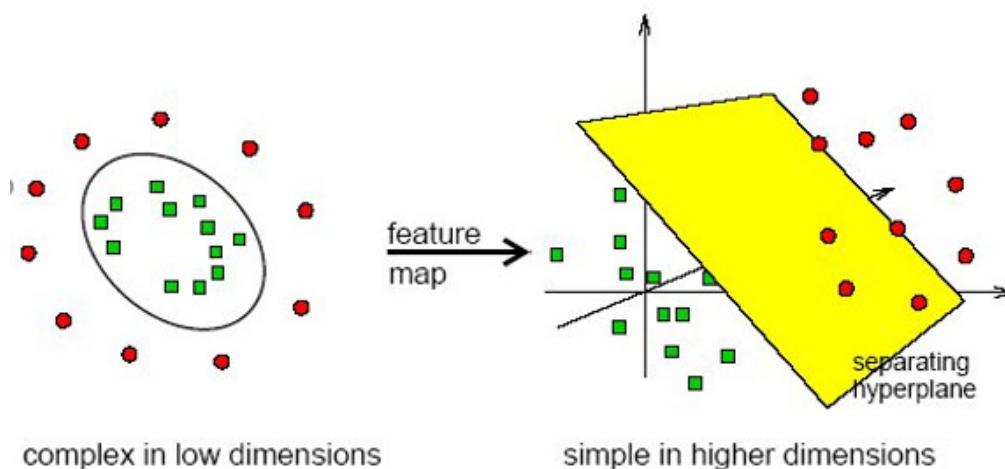 feature
map
separating
hyperplane
complex in low dimensions
simple in higher dimensions